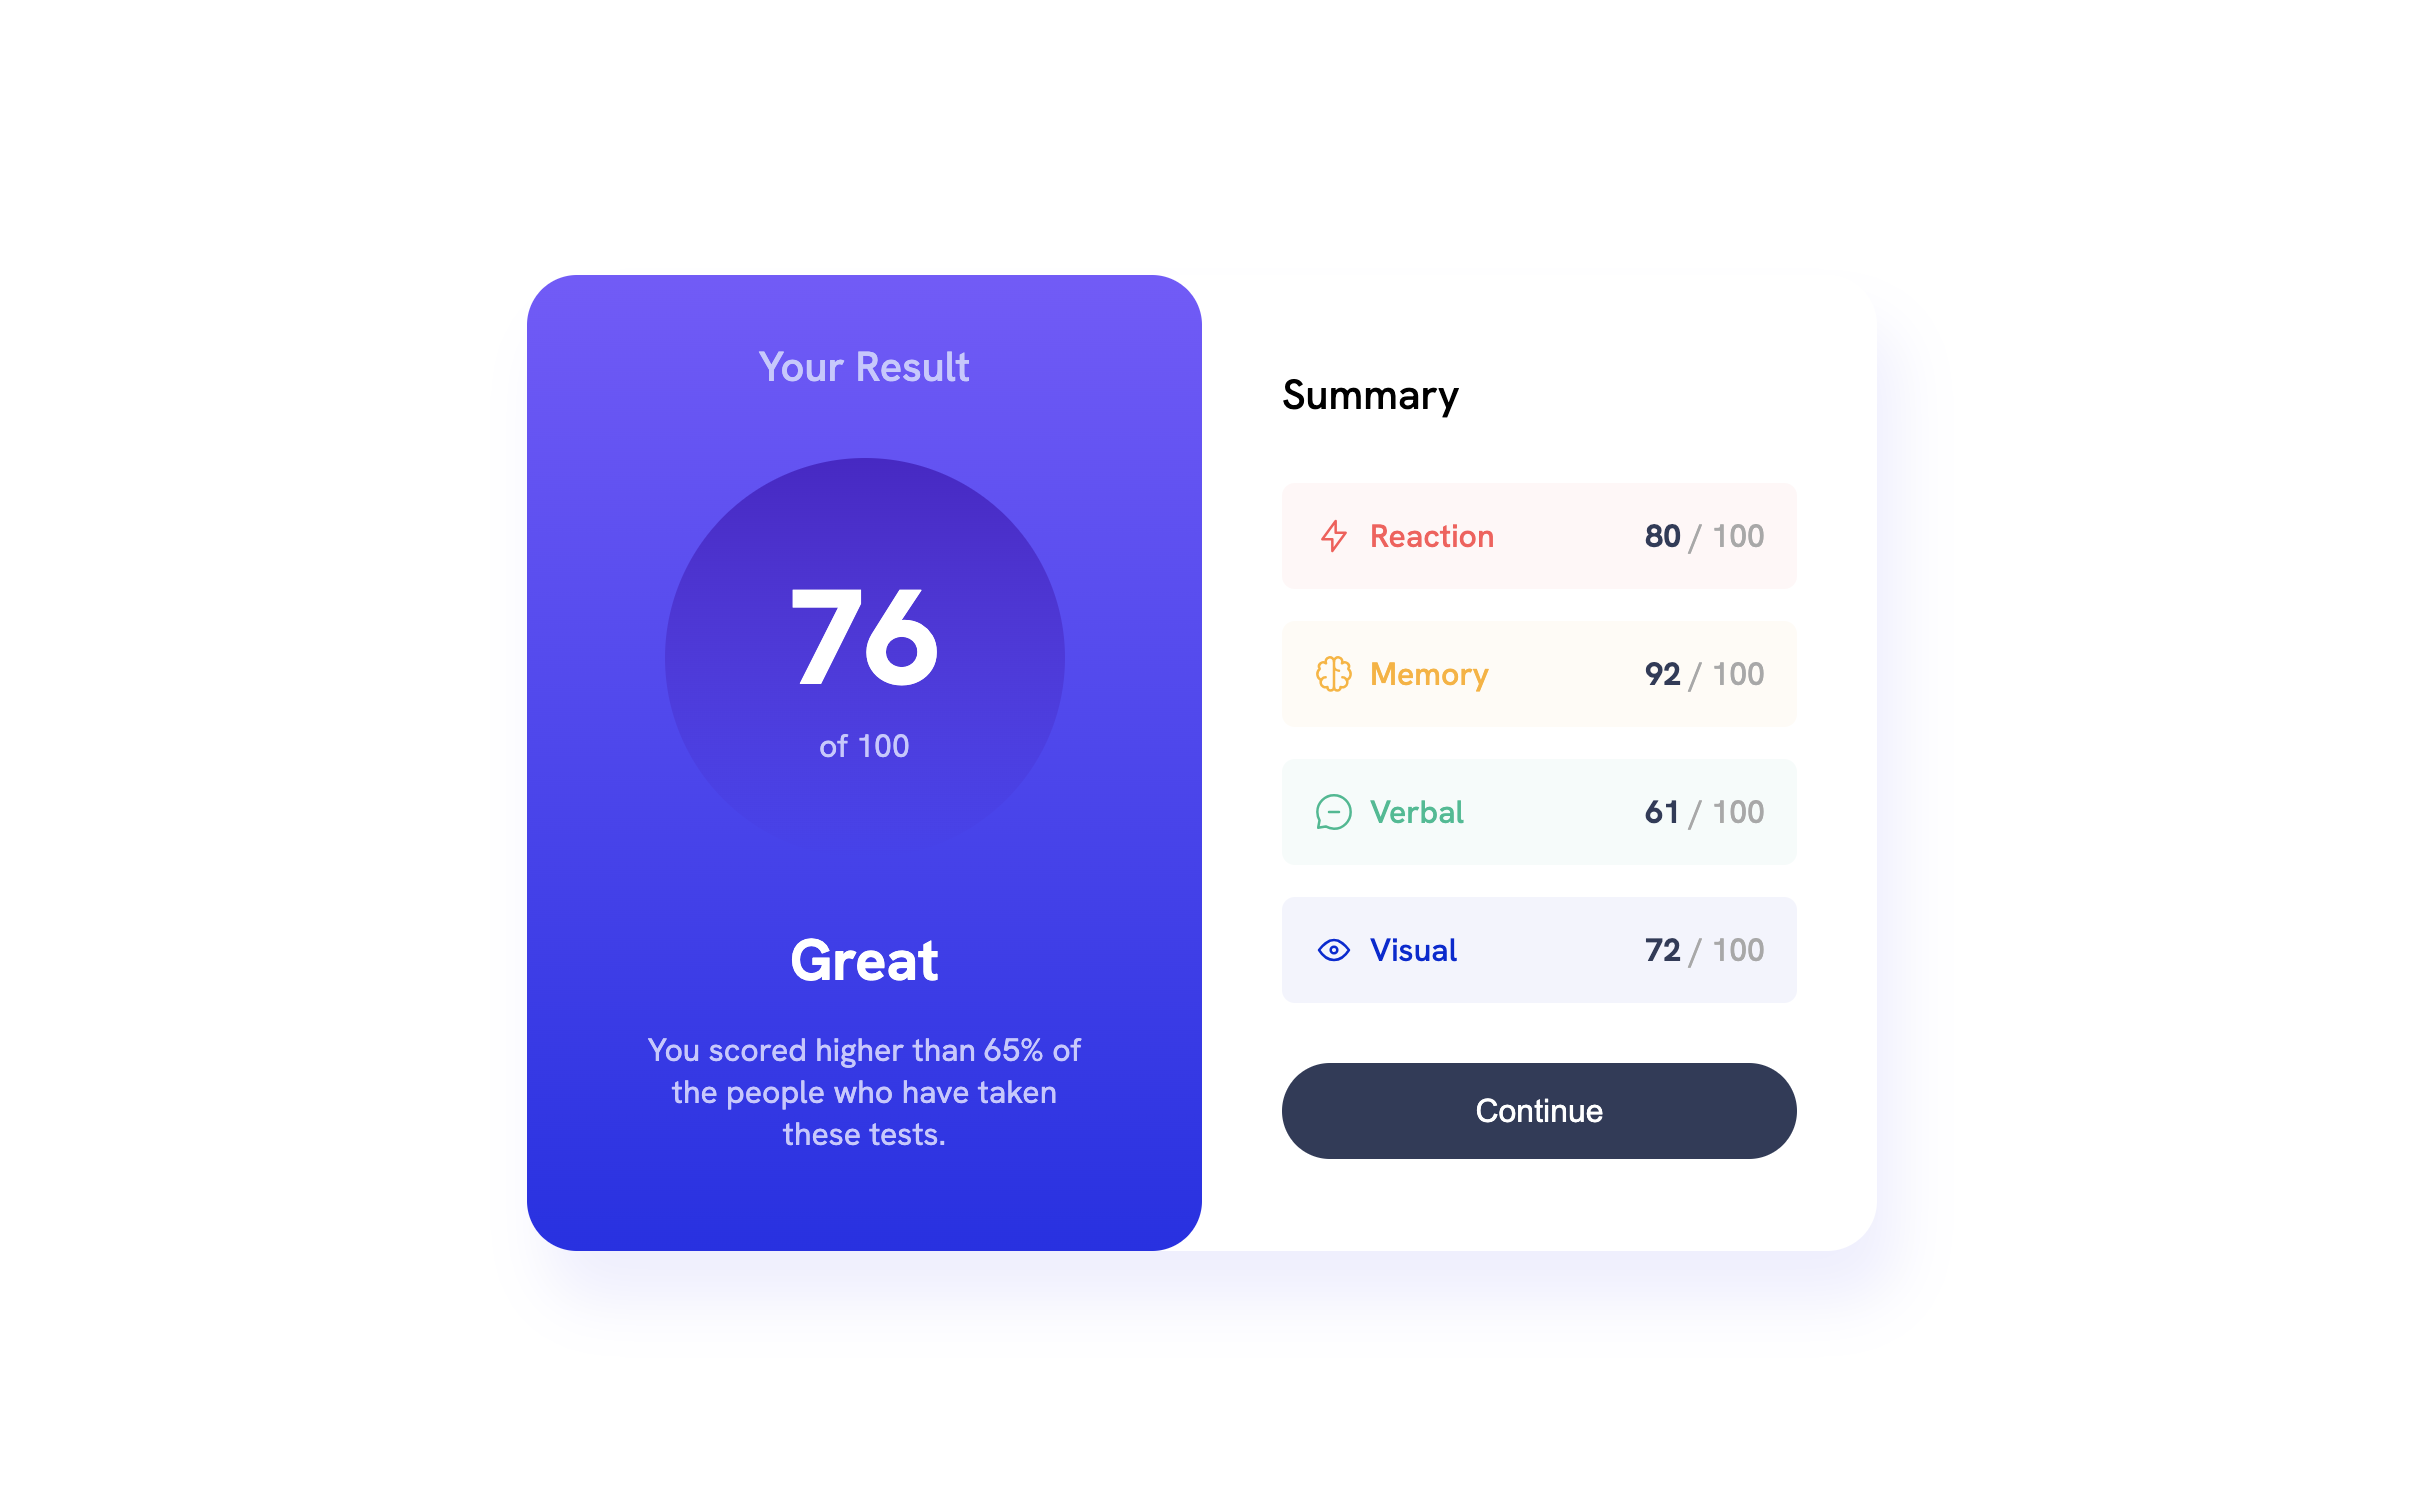 Your Result
76
of 100
Great
You scored higher than 65% of
the people who have taken
these tests.
Summary
Reaction 80 / 100
Memory 92 / 100
Verbal 61 / 100
Visual 72 / 100
Continue